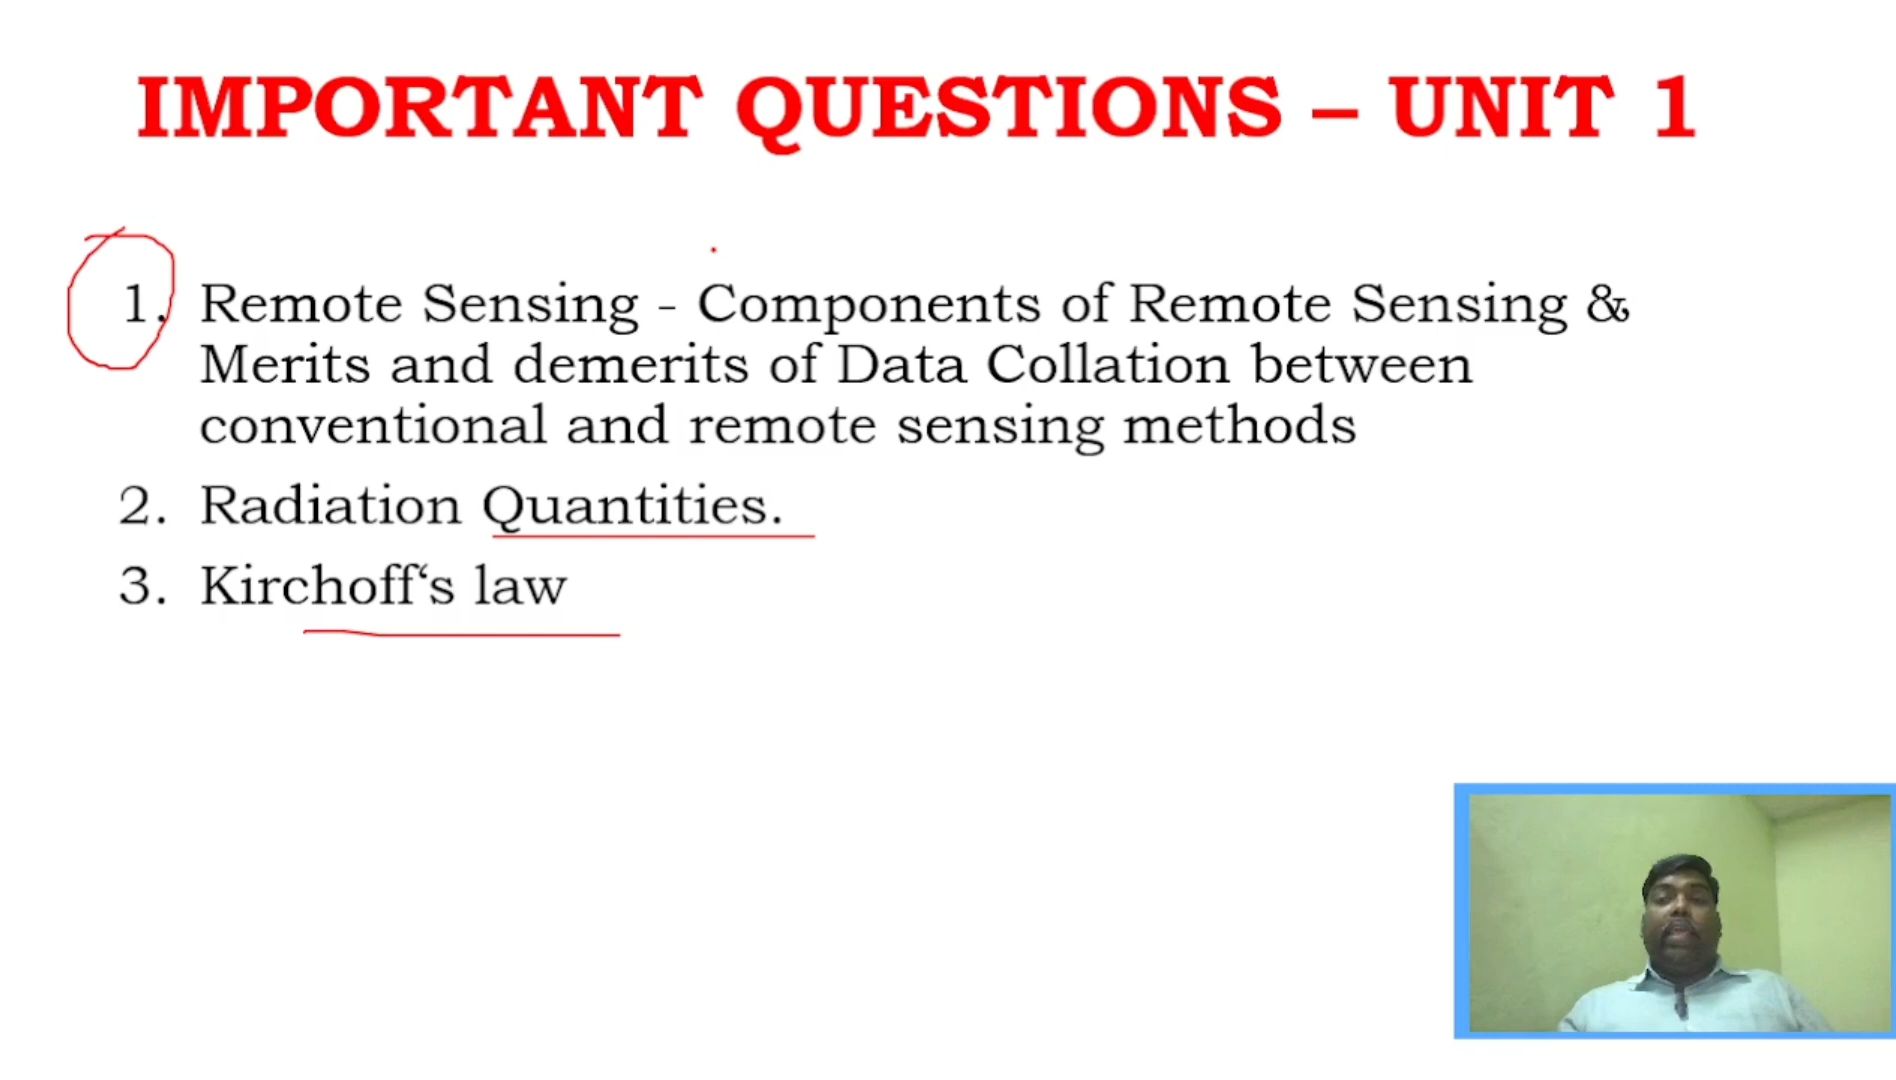 IMPORTANT QUESTIONS – UNIT 1
1. Remote Sensing - Components of Remote Sensing &
Merits and demerits of Data Collation between
conventional and remote sensing methods
2. Radiation Quantities.
3. Kirchoff‘s law